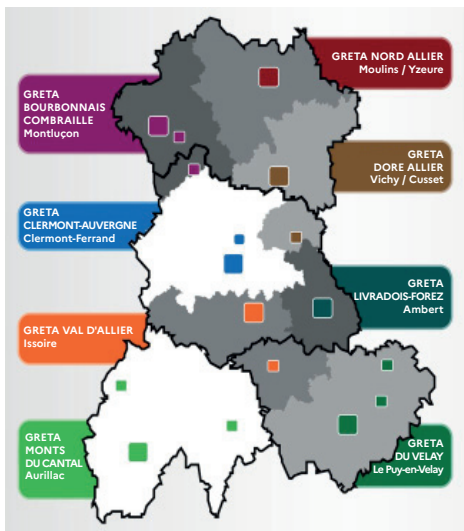 GRETA NORD ALLIER
Moulins / Yzeure
GRETA
BOURBONNAIS
COMBRAILLE
Montluçon
GRETA
DORE ALLIER
Vichy / Cusset
GRETA
CLERMONT-AUVERGNE
Clermont-Ferrand
GRETA
LIVRADOIS-FOREZ
Ambert
GRETA VAL D'ALLIER
Issoire
GRETA
MONTS
DU CANTAL
Aurillac
GRETA
DU VELAY
Le Puy-en-Velay